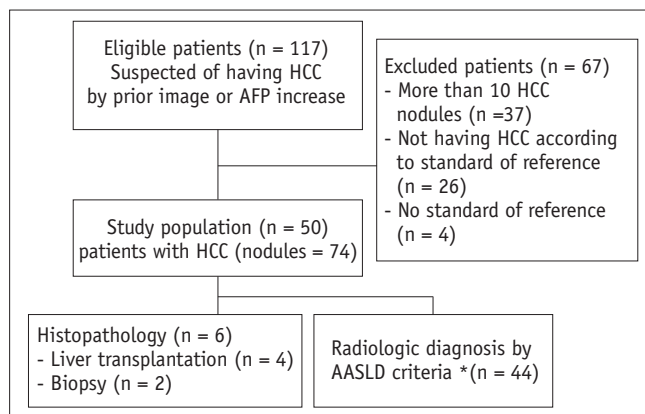 Eligible patients (n = 117)
Suspected of having HCC
by prior image or AFP increase
Excluded patients (n = 67)
- More than 10 HCC
nodules (n =37)
- Not having HCC according
to standard of reference
(n = 26)
- No standard of reference
(n = 4)
Study population (n = 50)
patients with HCC (nodules = 74)
Histopathology (n = 6)
- Liver transplantation (n = 4)
- Biopsy (n = 2)
Radiologic diagnosis by
AASLD criteria *(n = 44)